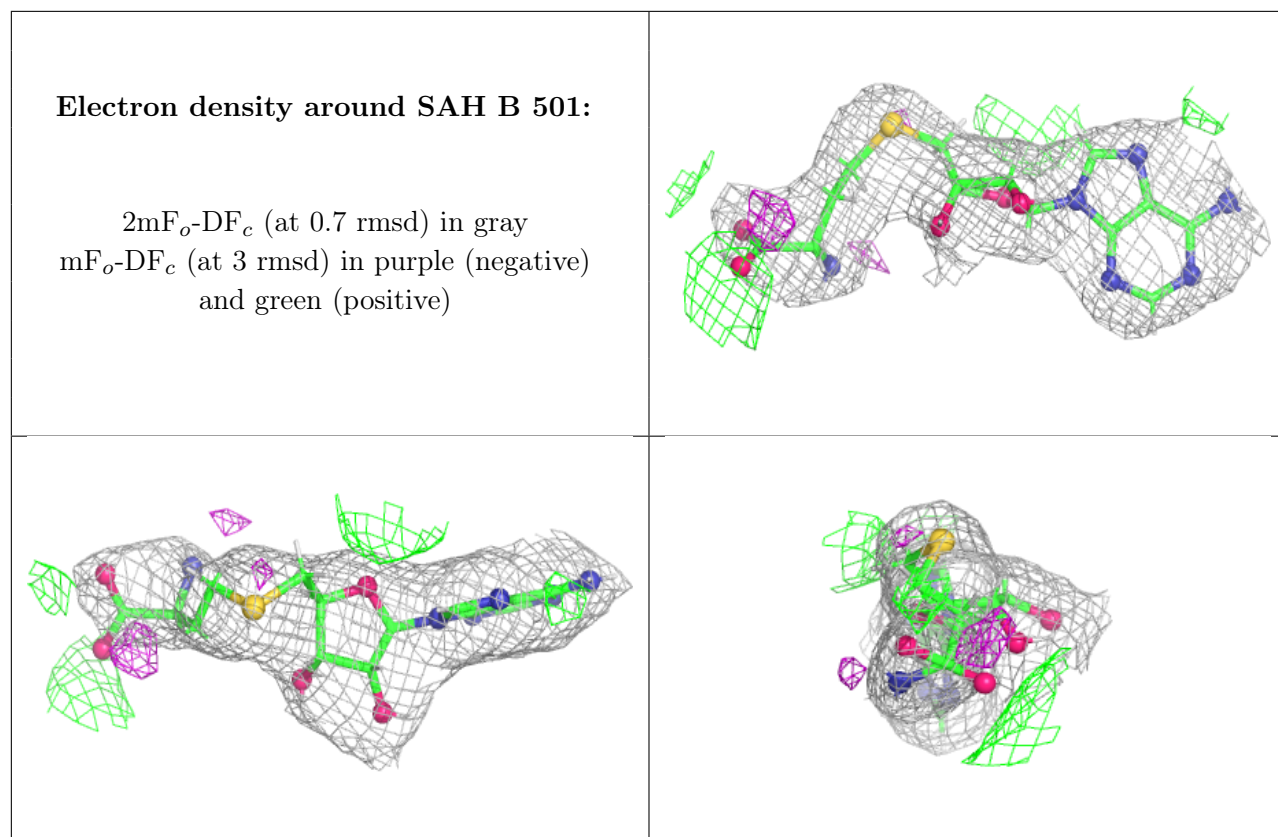 Electron density around SAH B 501:
2mFo-DFc (at 0.7 rmsd) in gray
mFo-DFc (at 3 rmsd) in purple (negative)
and green (positive)